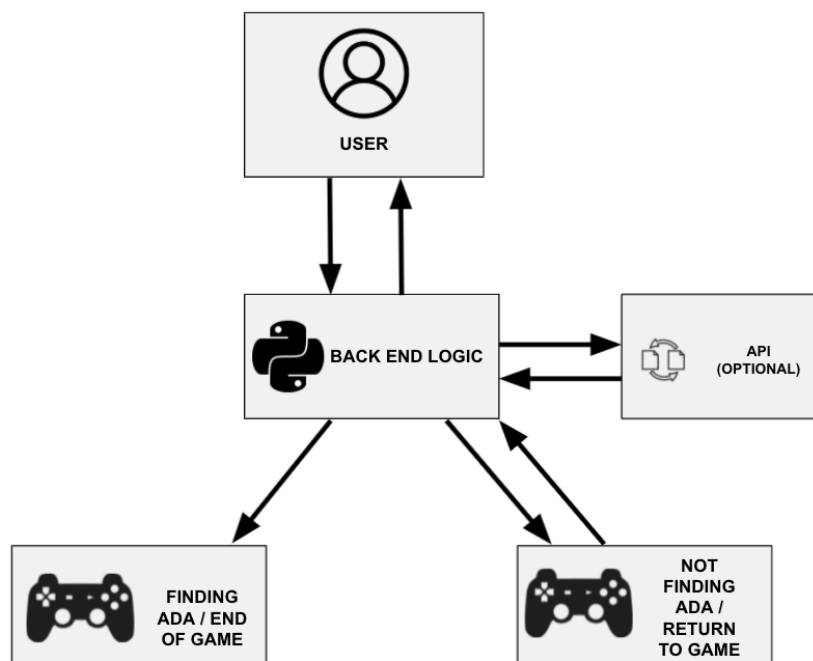 USER
BACK END LOGIC
API
(OPTIONAL)
FINDING
ADA / END
OF GAME
NOT
FINDING
ADA /
RETURN
TO GAME